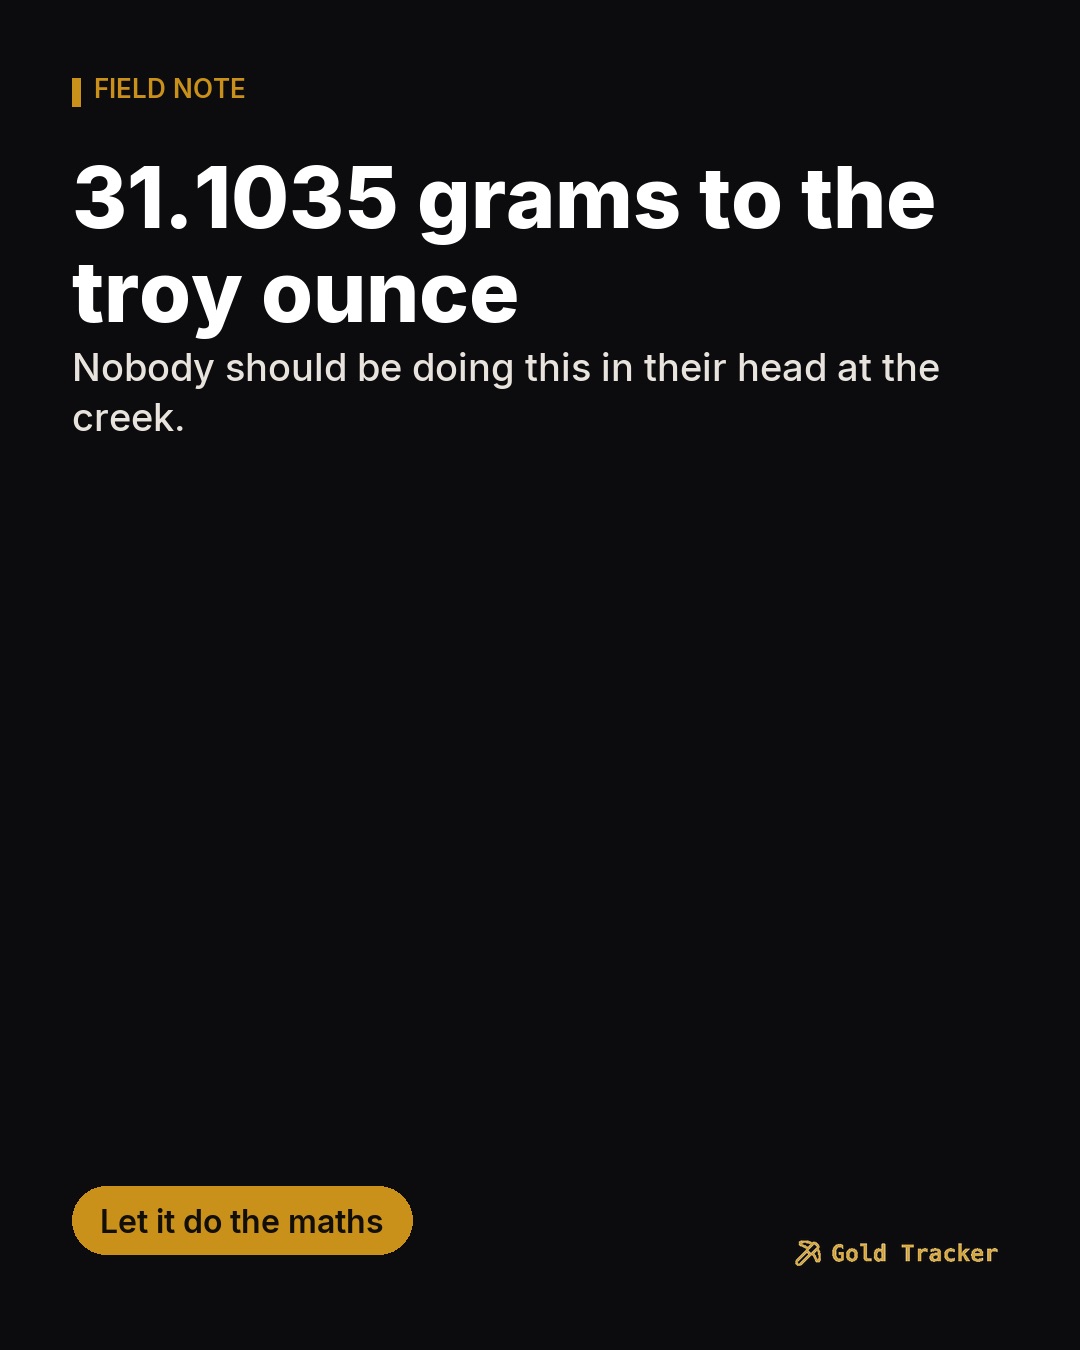 FIELD NOTE
31.1035 grams to the
troy ounce
Nobody should be doing this in their head at the
creek.
Let it do the maths
Gold Tracker